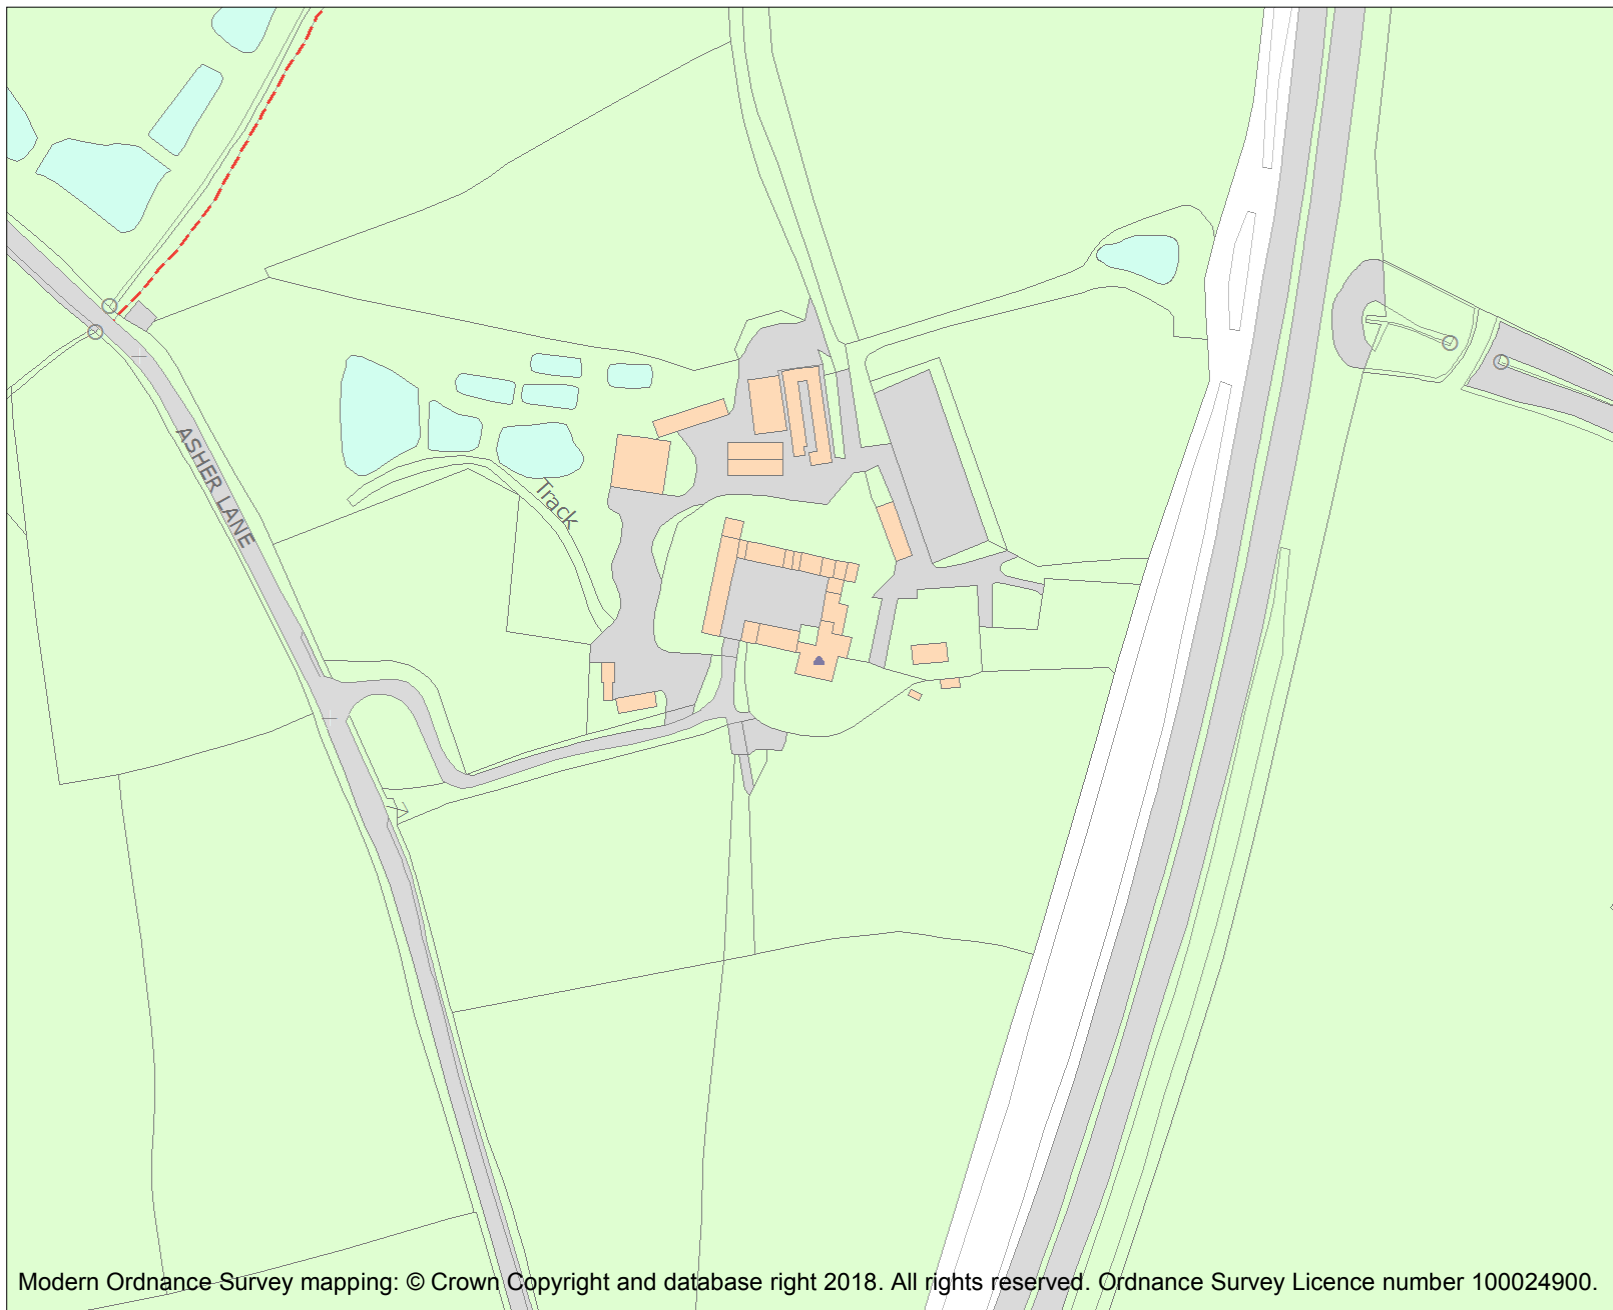 ASHER LANE
Track
Modern Ordnance Survey mapping: © Crown Copyright and database right 2018. All rights reserved. Ordnance Survey Licence number 100024900.